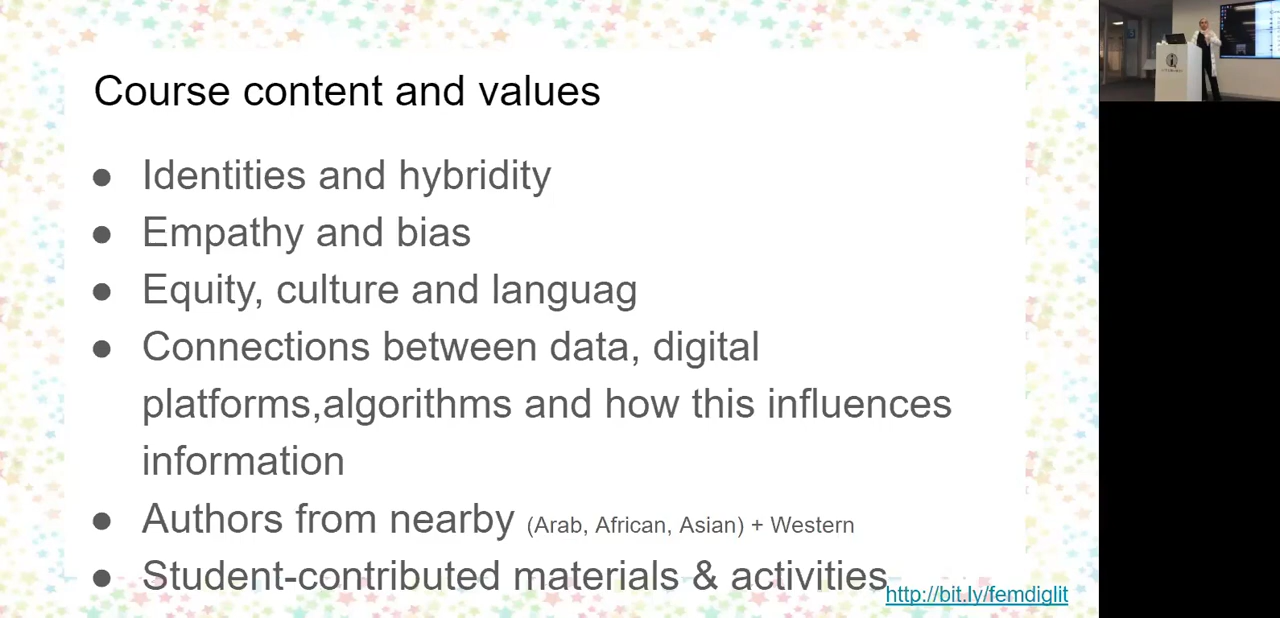 Course content and values
● Identities and hybridity
● Empathy and bias
● Equity, culture and languag
● Connections between data, digital
platforms,algorithms and how this influences
information
● Authors from nearby (Arab, African, Asian) + Western
● Student-contributed materials & activities
http://bit.ly/femdiglit